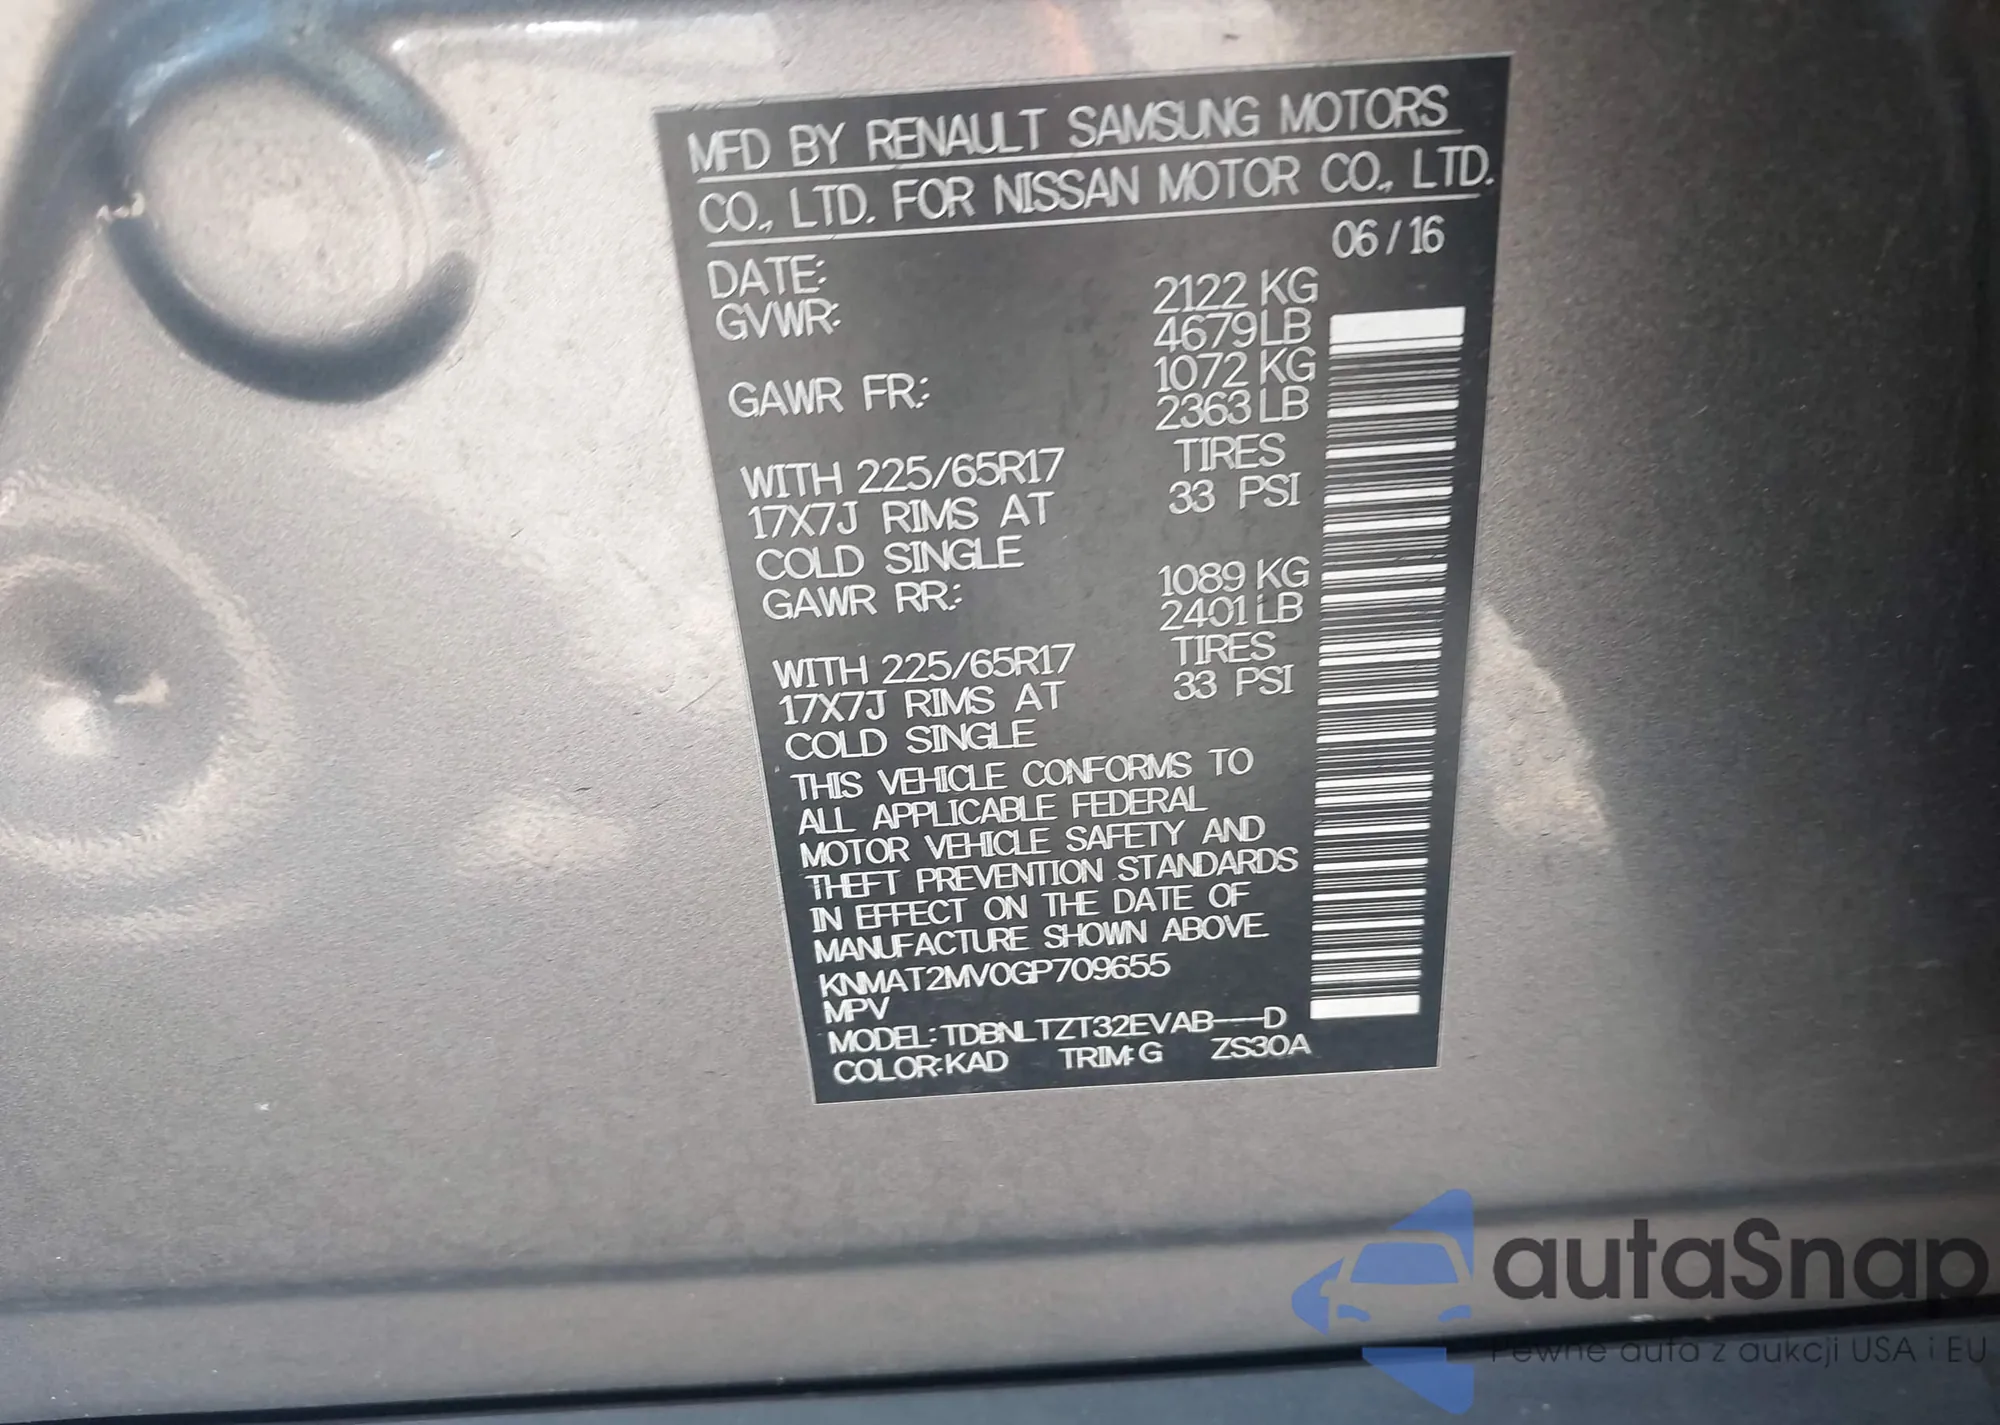 MFD BY RENAULT SAMSUNG MOTORS
CO., LTD. FOR NISSAN MOTOR CO., LTD.
DATE: 06 / 16
GVWR: 2122 KG
4679 LB
GAWR FR.: 1072 KG
2363 LB
WITH 225/65R17 TIRES
17X7J RIMS AT 33 PSI
COLD SINGLE
GAWR RR.: 1089 KG
2401 LB
WITH 225/65R17 TIRES
17X7J RIMS AT 33 PSI
COLD SINGLE
THIS VEHICLE CONFORMS TO
ALL APPLICABLE FEDERAL
MOTOR VEHICLE SAFETY AND
THEFT PREVENTION STANDARDS
IN EFFECT ON THE DATE OF
MANUFACTURE SHOWN ABOVE.
KNMAT2MV0GP709655
MPV
MODEL: TDBNLTZT32EVAB---D
COLOR: KAD TRIM: G ZS30A
autaSnap
Pewne auta z aukcji USA i EU